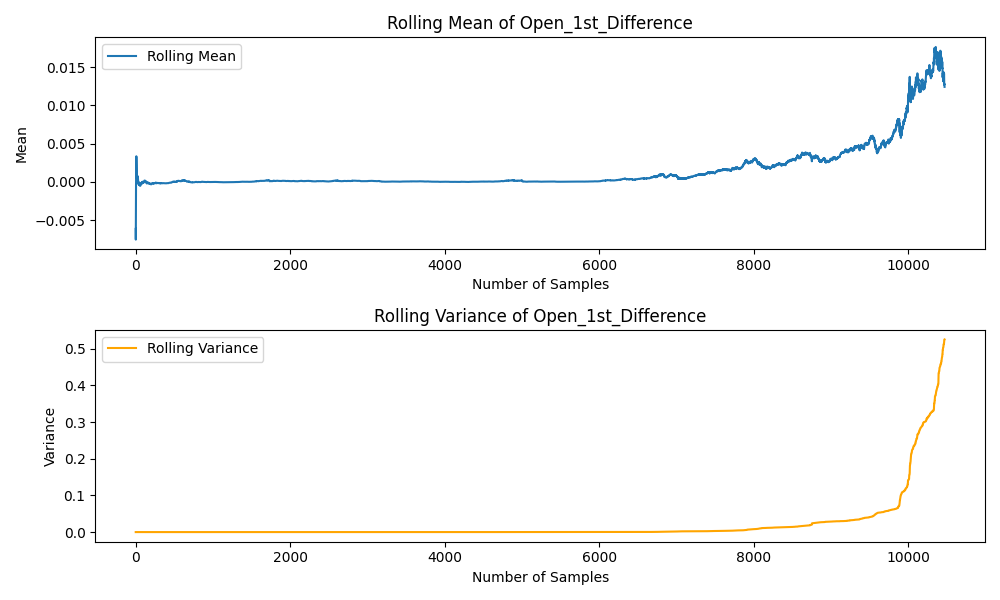 Rolling Mean of Open_1st_Difference
Rolling Mean
0.015
0.010
0.005
0.000
−0.005
Mean
0
2000
4000
6000
8000
10000
Number of Samples
Rolling Variance of Open_1st_Difference
Rolling Variance
0.5
0.4
0.3
0.2
0.1
0.0
Variance
0
2000
4000
6000
8000
10000
Number of Samples